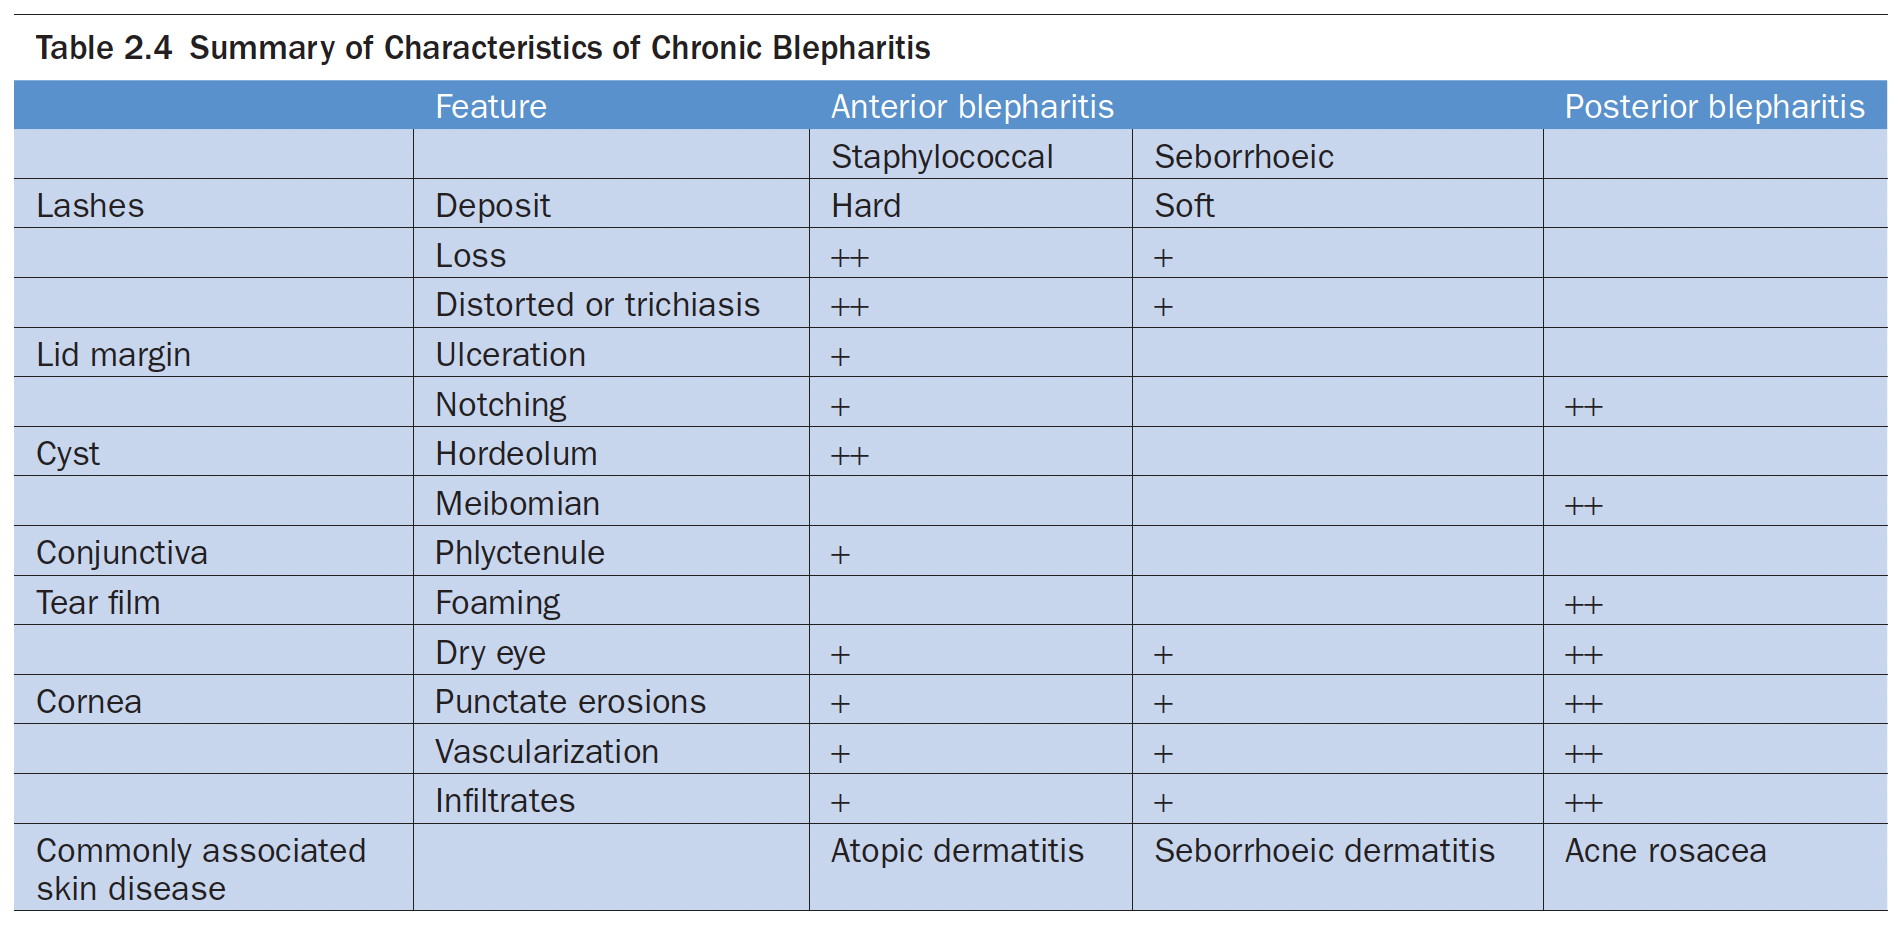 Table 2.4 Summary of Characteristics of Chronic Blepharitis
Feature Anterior blepharitis Posterior blepharitis
Staphylococcal Seborrhoeic
Lashes Deposit Hard Soft
Loss ++ +
Distorted or trichiasis ++ +
Lid margin Ulceration +
Notching + ++
Cyst Hordeolum ++
Meibomian ++
Conjunctiva Phlyctenule +
Tear film Foaming ++
Dry eye + + ++
Cornea Punctate erosions + + ++
Vascularization + + ++
Infiltrates + + ++
Commonly associated Atopic dermatitis Seborrhoeic dermatitis Acne rosacea
skin disease